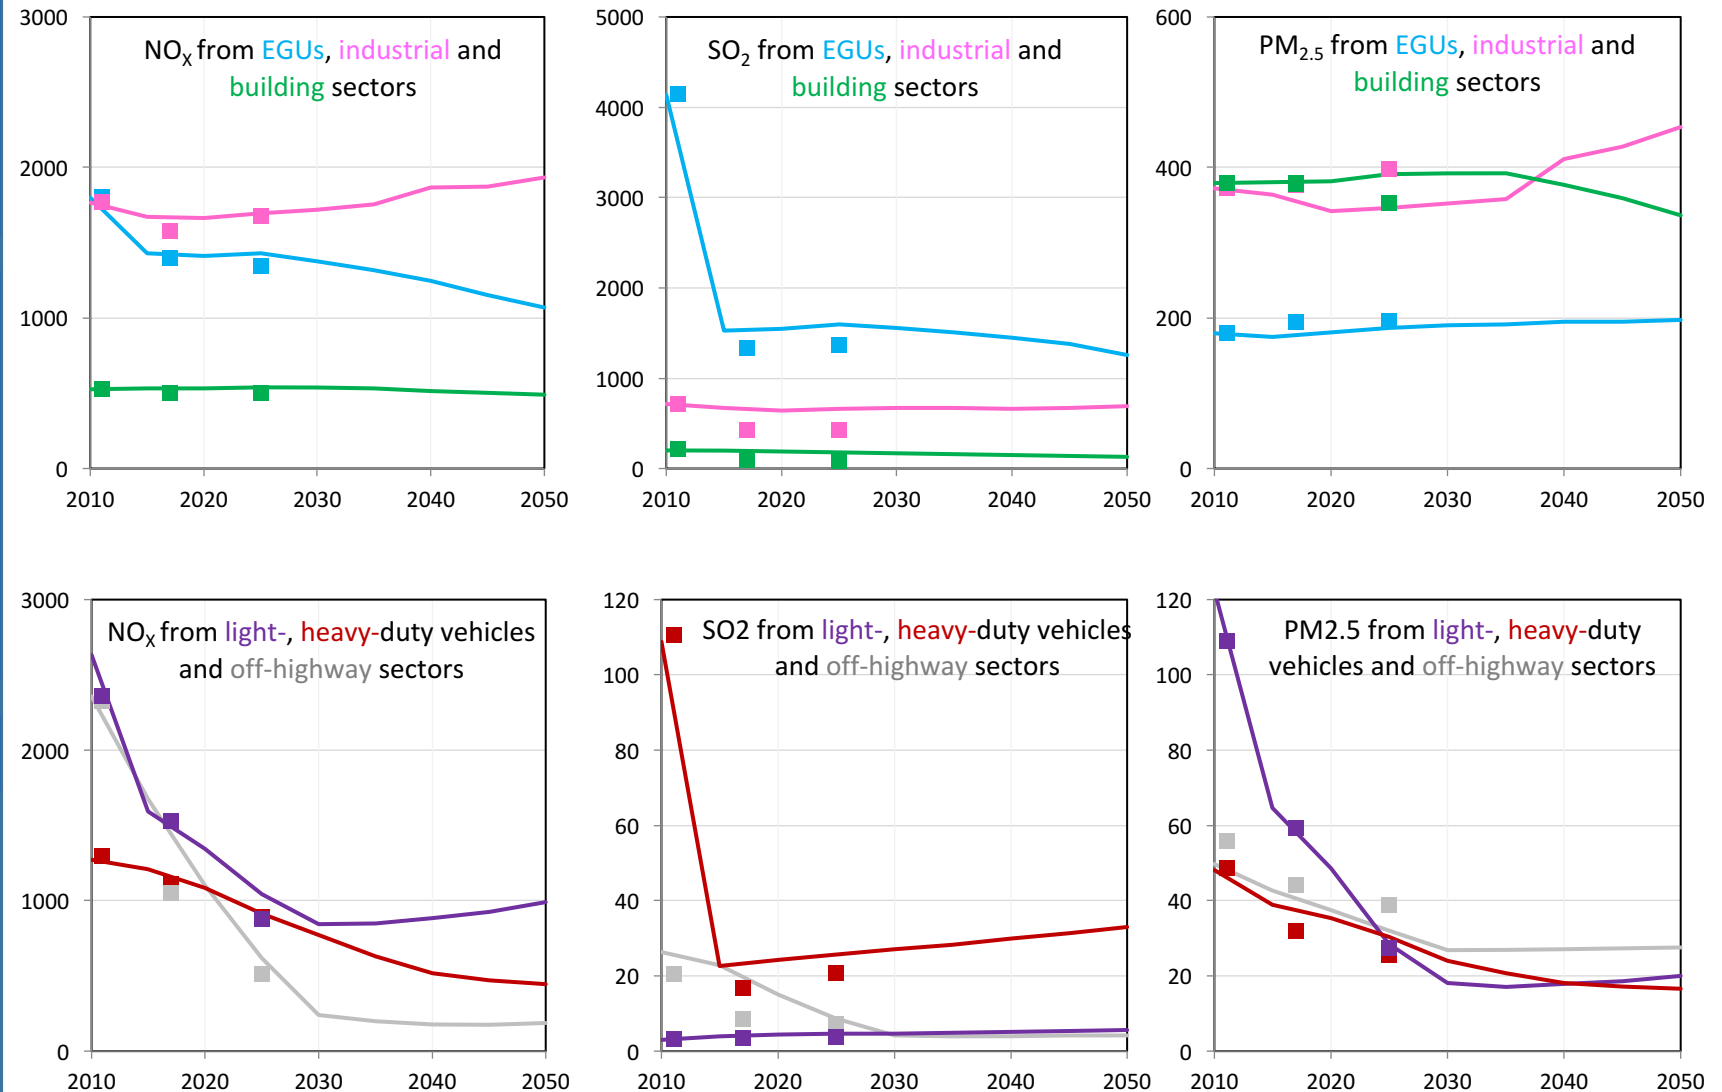 NOX from EGUs, industrial and
building sectors
3000
2000
1000
0
2010 2020 2030 2040 2050
SO2 from EGUs, industrial and
building sectors
5000
4000
3000
2000
1000
0
2010 2020 2030 2040 2050
PM2.5 from EGUs, industrial and
building sectors
600
400
200
0
2010 2020 2030 2040 2050
NOX from light-, heavy-duty vehicles
and off-highway sectors
3000
2000
1000
0
2010 2020 2030 2040 2050
SO2 from light-, heavy-duty vehicles
and off-highway sectors
120
100
80
60
40
20
0
2010 2020 2030 2040 2050
PM2.5 from light-, heavy-duty
vehicles and off-highway sectors
120
100
80
60
40
20
0
2010 2020 2030 2040 2050